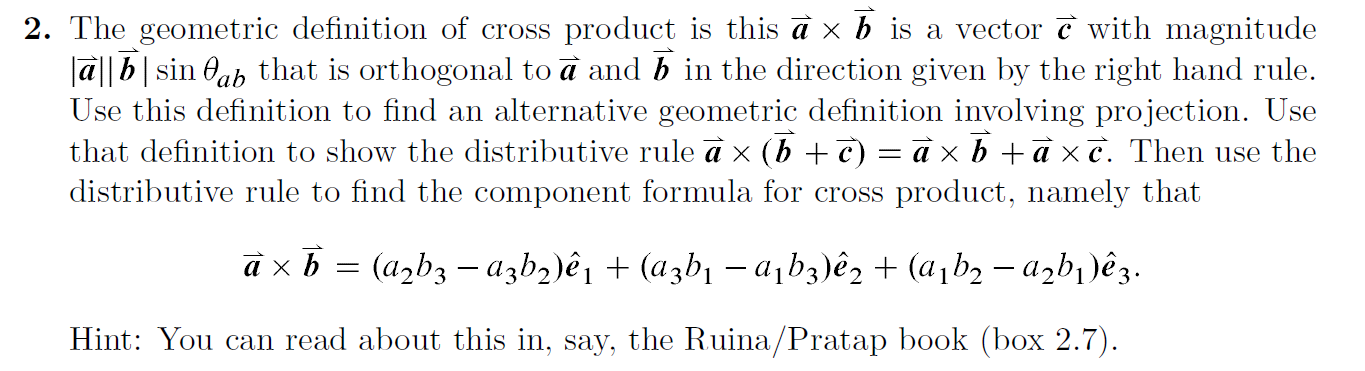 2. The geometric definition of cross product is this $\vec{a} \times \vec{b}$ is a vector $\vec{c}$ with magnitude
$|\vec{a}||\vec{b}| \sin \theta_{ab}$ that is orthogonal to $\vec{a}$ and $\vec{b}$ in the direction given by the right hand rule.
Use this definition to find an alternative geometric definition involving projection. Use
that definition to show the distributive rule $\vec{a} \times (\vec{b} + \vec{c}) = \vec{a} \times \vec{b} + \vec{a} \times \vec{c}$. Then use the
distributive rule to find the component formula for cross product, namely that
$\vec{a} \times \vec{b} = (a_2b_3 - a_3b_2)\hat{e}_1 + (a_3b_1 - a_1b_3)\hat{e}_2 + (a_1b_2 - a_2b_1)\hat{e}_3.$
Hint: You can read about this in, say, the Ruina/Pratap book (box 2.7).